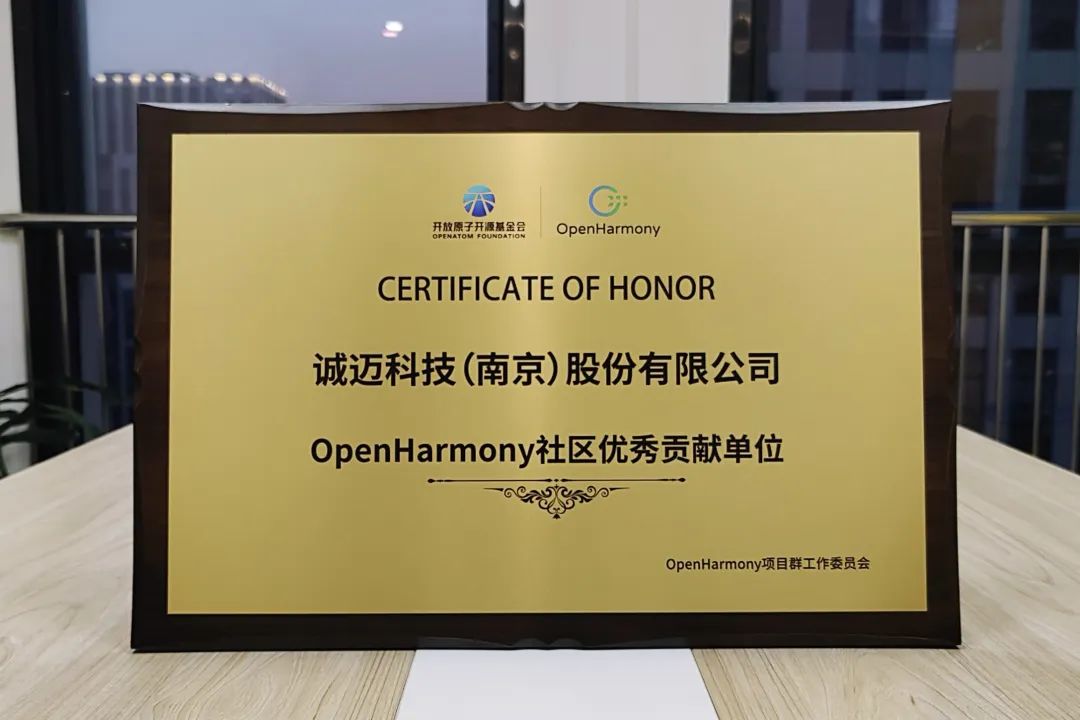 开放原子开源基金会
OPENATOM FOUNDATION
OpenHarmony
CERTIFICATE OF HONOR
诚迈科技（南京）股份有限公司
OpenHarmony社区优秀贡献单位
OpenHarmony项目群工作委员会